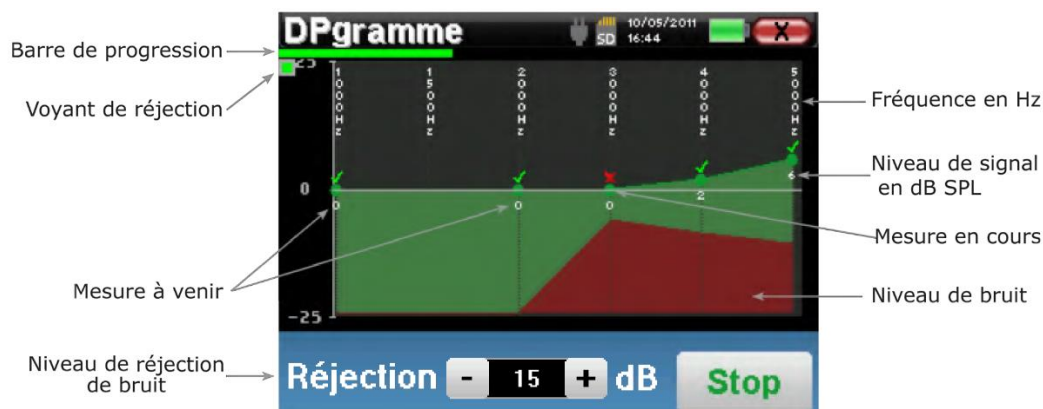 DPgramme
SD
10/05/2011
16:44
X
Barre de progression
Voyant de réjection
25
1000Hz
1500Hz
2000Hz
3000Hz
4000Hz
5000Hz
Fréquence en Hz
Niveau de signal
en dB SPL
0
0
0
0
2
6
Mesure en cours
Mesure à venir
Niveau de bruit
-25
Niveau de réjection
de bruit
Réjection - 15 + dB
Stop